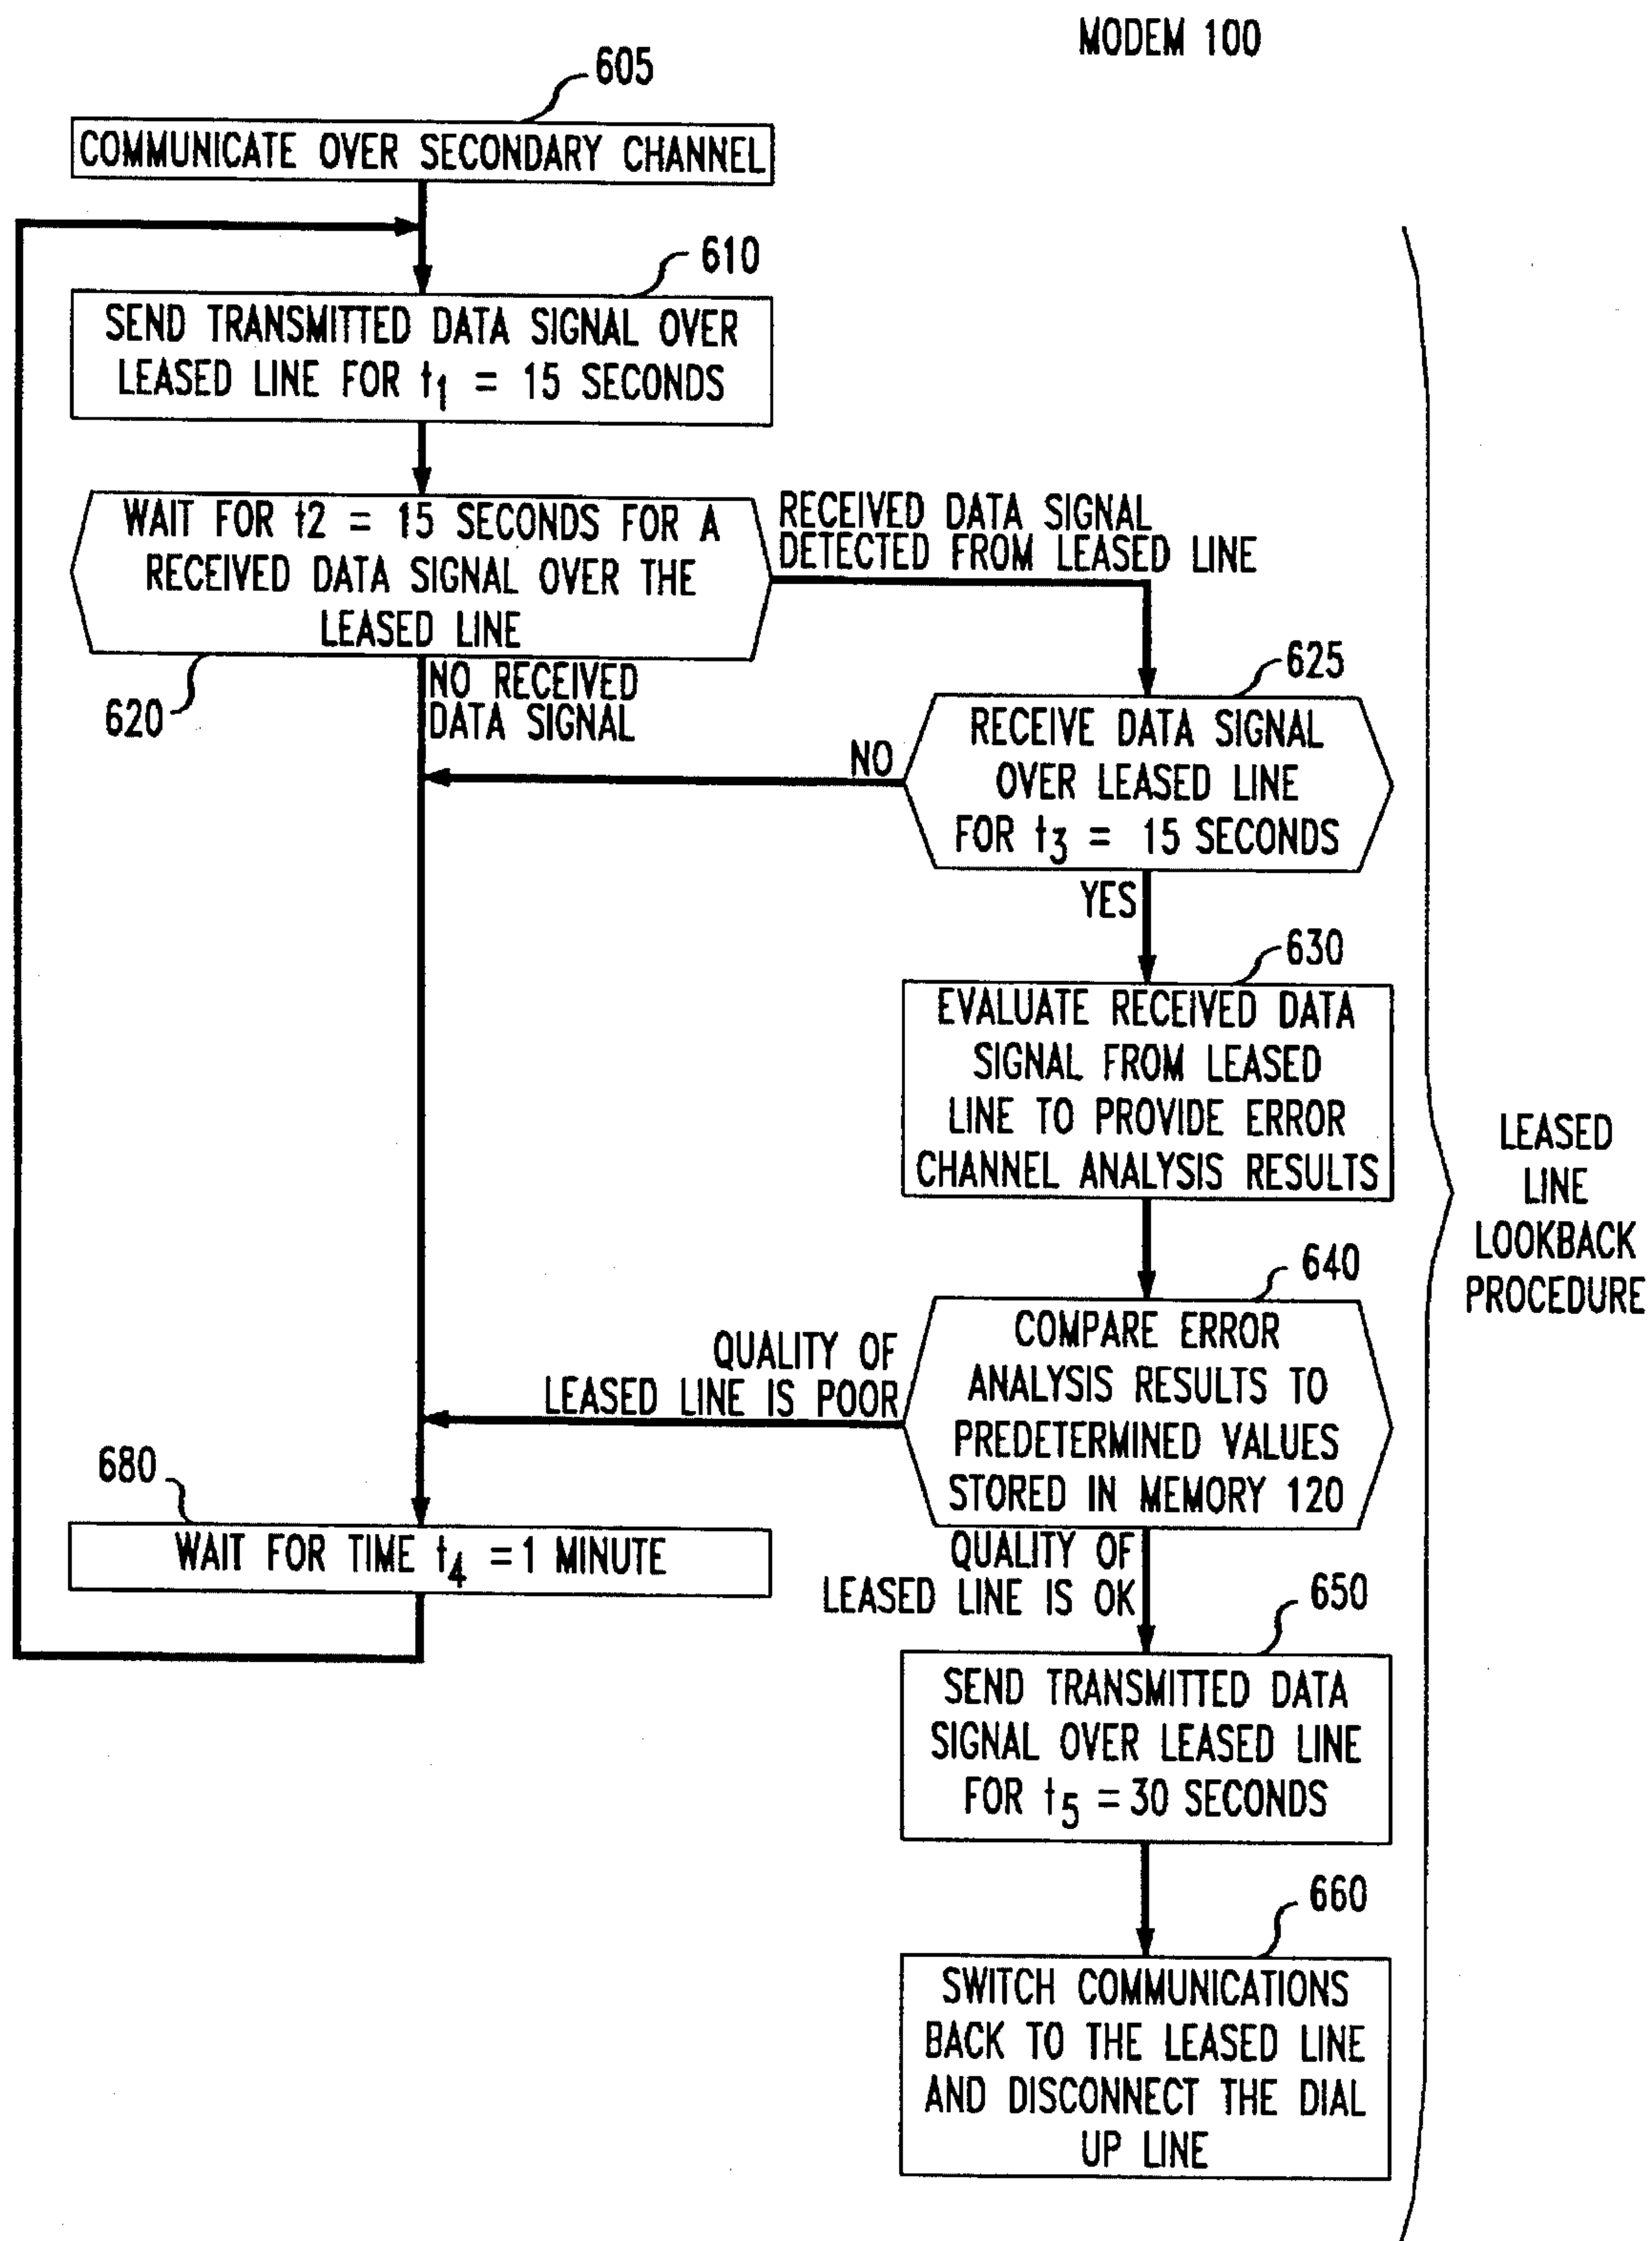 MODEM 100
605
COMMUNICATE OVER SECONDARY CHANNEL
610
SEND TRANSMITTED DATA SIGNAL OVER
LEASED LINE FOR t1 = 15 SECONDS
WAIT FOR t2 = 15 SECONDS FOR A
RECEIVED DATA SIGNAL OVER THE
LEASED LINE
620
RECEIVED DATA SIGNAL
DETECTED FROM LEASED LINE
NO RECEIVED
DATA SIGNAL
625
RECEIVE DATA SIGNAL
OVER LEASED LINE
FOR t3 = 15 SECONDS
NO
YES
630
EVALUATE RECEIVED DATA
SIGNAL FROM LEASED
LINE TO PROVIDE ERROR
CHANNEL ANALYSIS RESULTS
640
COMPARE ERROR
ANALYSIS RESULTS TO
PREDETERMINED VALUES
STORED IN MEMORY 120
QUALITY OF
LEASED LINE IS POOR
680
WAIT FOR TIME t4 = 1 MINUTE
QUALITY OF
LEASED LINE IS OK
650
SEND TRANSMITTED DATA
SIGNAL OVER LEASED LINE
FOR t5 = 30 SECONDS
660
SWITCH COMMUNICATIONS
BACK TO THE LEASED LINE
AND DISCONNECT THE DIAL
UP LINE
LEASED
LINE
LOOKBACK
PROCEDURE